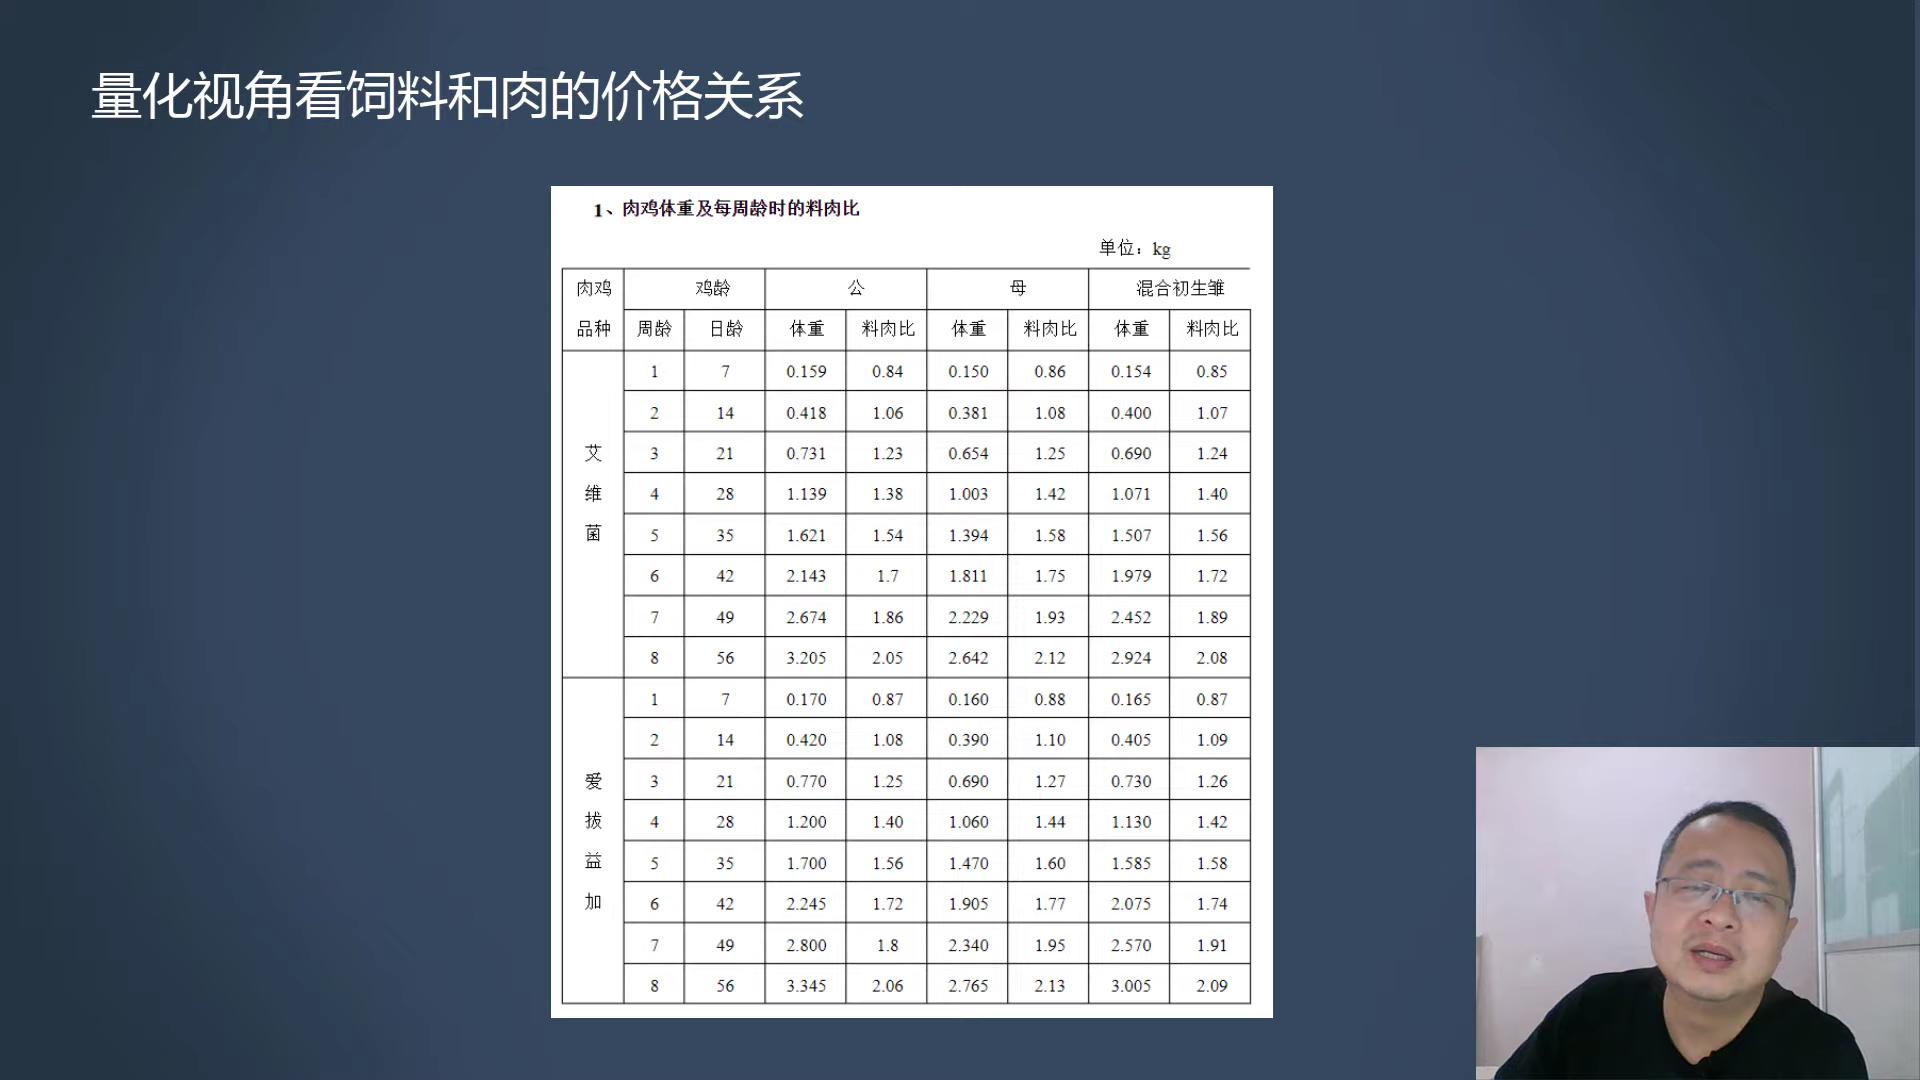 量化视角看饲料和肉的价格关系
1、肉鸡体重及每周龄时的料肉比
单位：kg
肉鸡 鸡龄 公 母 混合初生雏
品种 周龄 日龄 体重 料肉比 体重 料肉比 体重 料肉比
艾维菌
1 7 0.159 0.84 0.150 0.86 0.154 0.85
2 14 0.418 1.06 0.381 1.08 0.400 1.07
3 21 0.731 1.23 0.654 1.25 0.690 1.24
4 28 1.139 1.38 1.003 1.42 1.071 1.40
5 35 1.621 1.54 1.394 1.58 1.507 1.56
6 42 2.143 1.7 1.811 1.75 1.979 1.72
7 49 2.674 1.86 2.229 1.93 2.452 1.89
8 56 3.205 2.05 2.642 2.12 2.924 2.08
爱拔益加
1 7 0.170 0.87 0.160 0.88 0.165 0.87
2 14 0.420 1.08 0.390 1.10 0.405 1.09
3 21 0.770 1.25 0.690 1.27 0.730 1.26
4 28 1.200 1.40 1.060 1.44 1.130 1.42
5 35 1.700 1.56 1.470 1.60 1.585 1.58
6 42 2.245 1.72 1.905 1.77 2.075 1.74
7 49 2.800 1.8 2.340 1.95 2.570 1.91
8 56 3.345 2.06 2.765 2.13 3.005 2.09